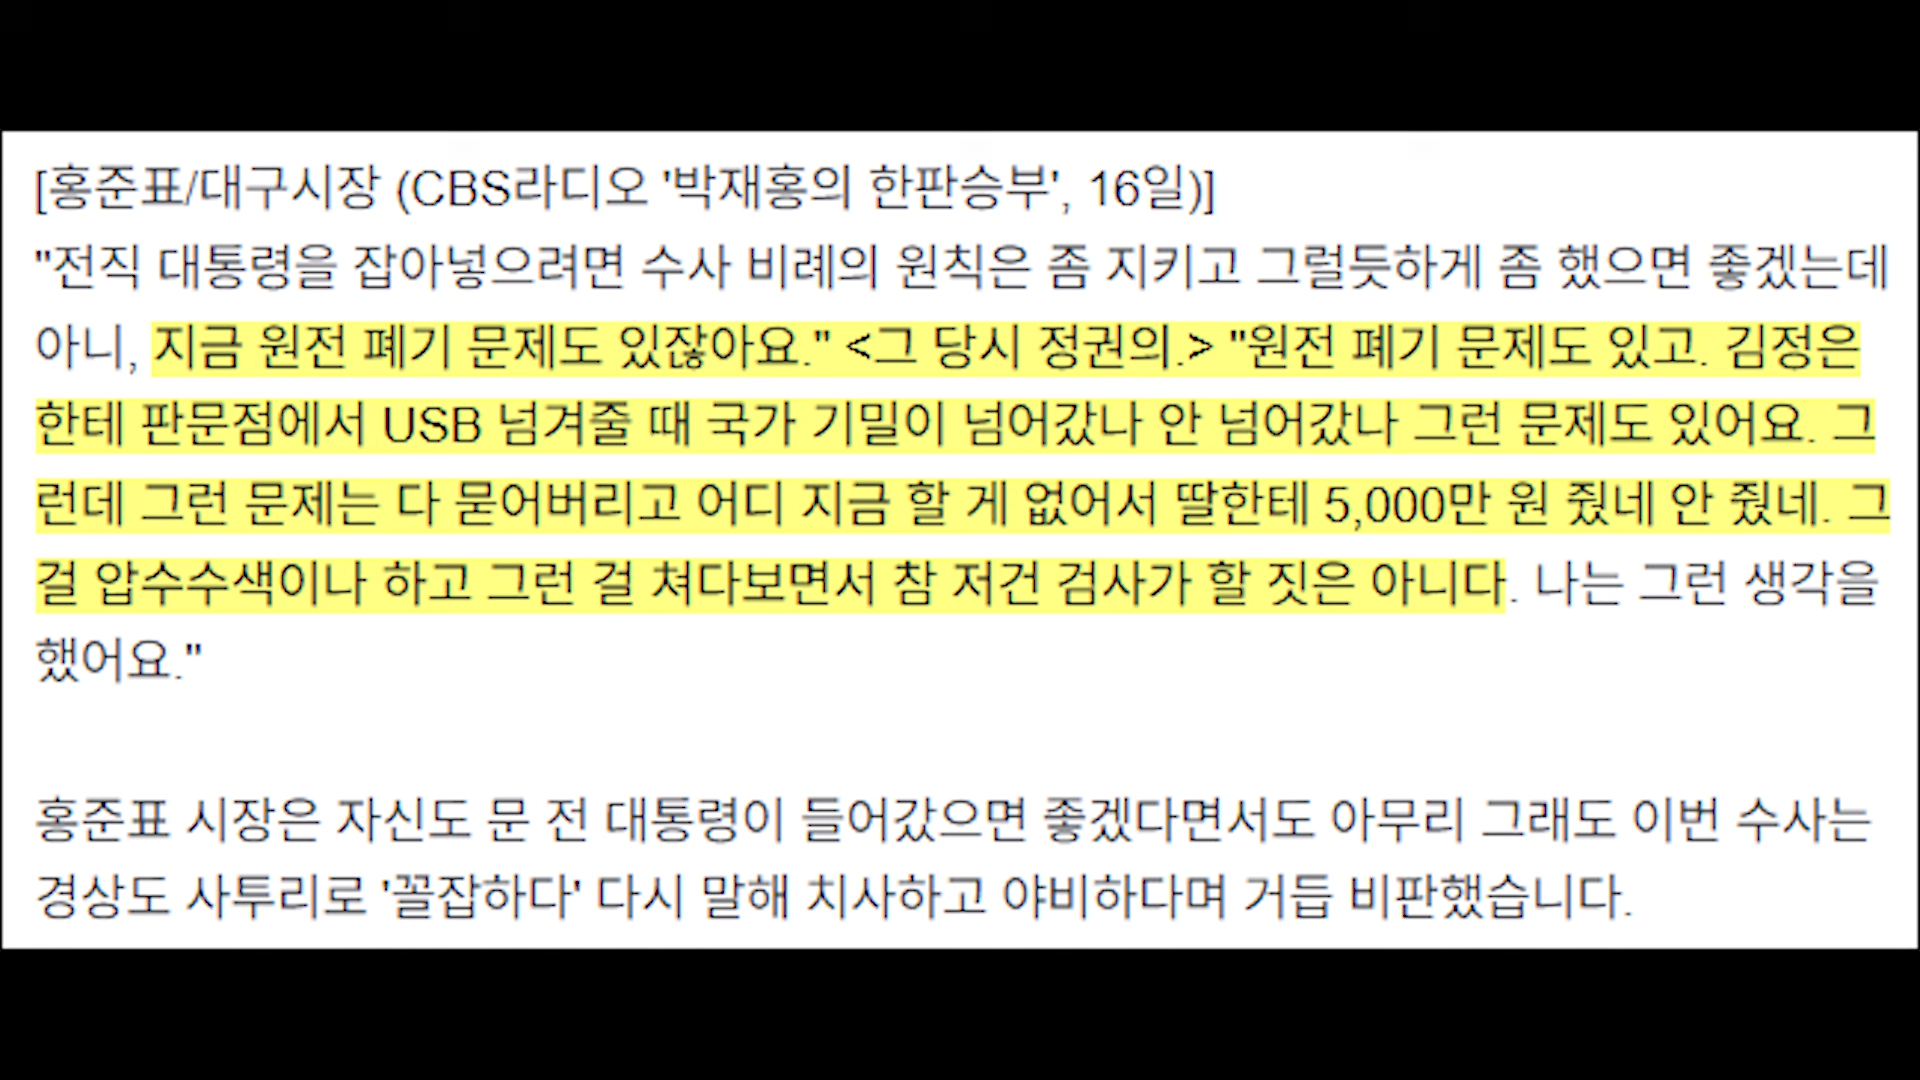 [홍준표/대구시장 (CBS라디오 '박재홍의 한판승부', 16일)]
"전직 대통령을 잡아넣으려면 수사 비례의 원칙은 좀 지키고 그럴듯하게 좀 했으면 좋겠는데
아니, 지금 원전 폐기 문제도 있잖아요." <그 당시 정권의.> "원전 폐기 문제도 있고. 김정은
한테 판문점에서 USB 넘겨줄 때 국가 기밀이 넘어갔나 안 넘어갔나 그런 문제도 있어요. 그
런데 그런 문제는 다 묻어버리고 어디 지금 할 게 없어서 딸한테 5,000만 원 줬네 안 줬네. 그
걸 압수수색이나 하고 그런 걸 쳐다보면서 참 저건 검사가 할 짓은 아니다. 나는 그런 생각을
했어요."
홍준표 시장은 자신도 문 전 대통령이 들어갔으면 좋겠다면서도 아무리 그래도 이번 수사는
경상도 사투리로 '꼴잡하다' 다시 말해 치사하고 야비하다며 거듭 비판했습니다.